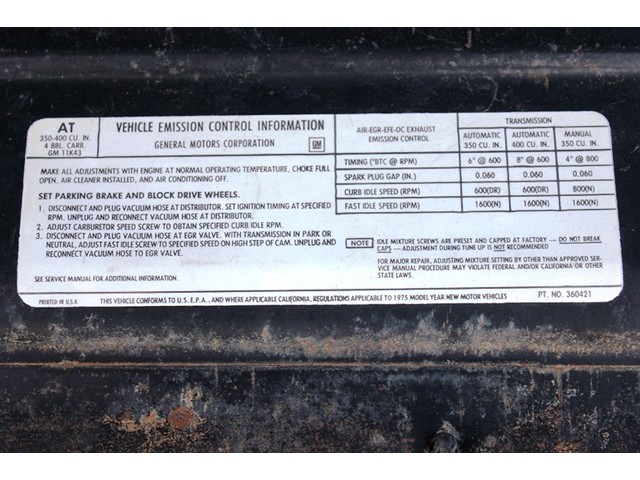 AT
350-400 CU. IN.
4 BBL. CARB.
GM 11K43
VEHICLE EMISSION CONTROL INFORMATION
GENERAL MOTORS CORPORATION GM
MAKE ALL ADJUSTMENTS WITH ENGINE AT NORMAL OPERATING TEMPERATURE, CHOKE FULL
OPEN, AIR CLEANER INSTALLED, AND AIR CONDITIONING OFF.
SET PARKING BRAKE AND BLOCK DRIVE WHEELS.
1. DISCONNECT AND PLUG VACUUM HOSE AT DISTRIBUTOR. SET IGNITION TIMING AT SPECIFIED
RPM. UNPLUG AND RECONNECT VACUUM HOSE AT DISTRIBUTOR.
2. ADJUST CARBURETOR SPEED SCREW TO OBTAIN SPECIFIED CURB IDLE RPM.
3. DISCONNECT AND PLUG VACUUM HOSE AT EGR VALVE. WITH TRANSMISSION IN PARK OR
NEUTRAL, ADJUST FAST IDLE SCREW TO SPECIFIED SPEED ON HIGH STEP OF CAM. UNPLUG AND
RECONNECT VACUUM HOSE TO EGR VALVE.
SEE SERVICE MANUAL FOR ADDITIONAL INFORMATION.
AIR-EGR-EFE-OC EXHAUST
EMISSION CONTROL
TRANSMISSION
AUTOMATIC
350 CU. IN.
AUTOMATIC
400 CU. IN.
MANUAL
350 CU. IN.
TIMING (°BTC @ RPM) 6° @ 600 8° @ 600 4° @ 800
SPARK PLUG GAP (IN.) 0.060 0.060 0.060
CURB IDLE SPEED (RPM) 600(DR) 600(DR) 800(N)
FAST IDLE SPEED (RPM) 1600(N) 1600(N) 1600(N)
NOTE IDLE MIXTURE SCREWS ARE PRESET AND CAPPED AT FACTORY — DO NOT BREAK
CAPS — ADJUSTMENT DURING TUNE UP IS NOT REQUIRED.
FOR MAJOR REPAIR, ADJUSTING MIXTURE SETTING BY OTHER THAN APPROVED SER-
VICE MANUAL PROCEDURE MAY VIOLATE FEDERAL AND/OR CALIFORNIA OR OTHER
STATE LAWS.
PRINTED IN U.S.A. THIS VEHICLE CONFORMS TO U.S. E.P.A., AND WHERE APPLICABLE CALIFORNIA, REGULATIONS APPLICABLE TO 1975 MODEL YEAR NEW MOTOR VEHICLES PT. NO. 360421